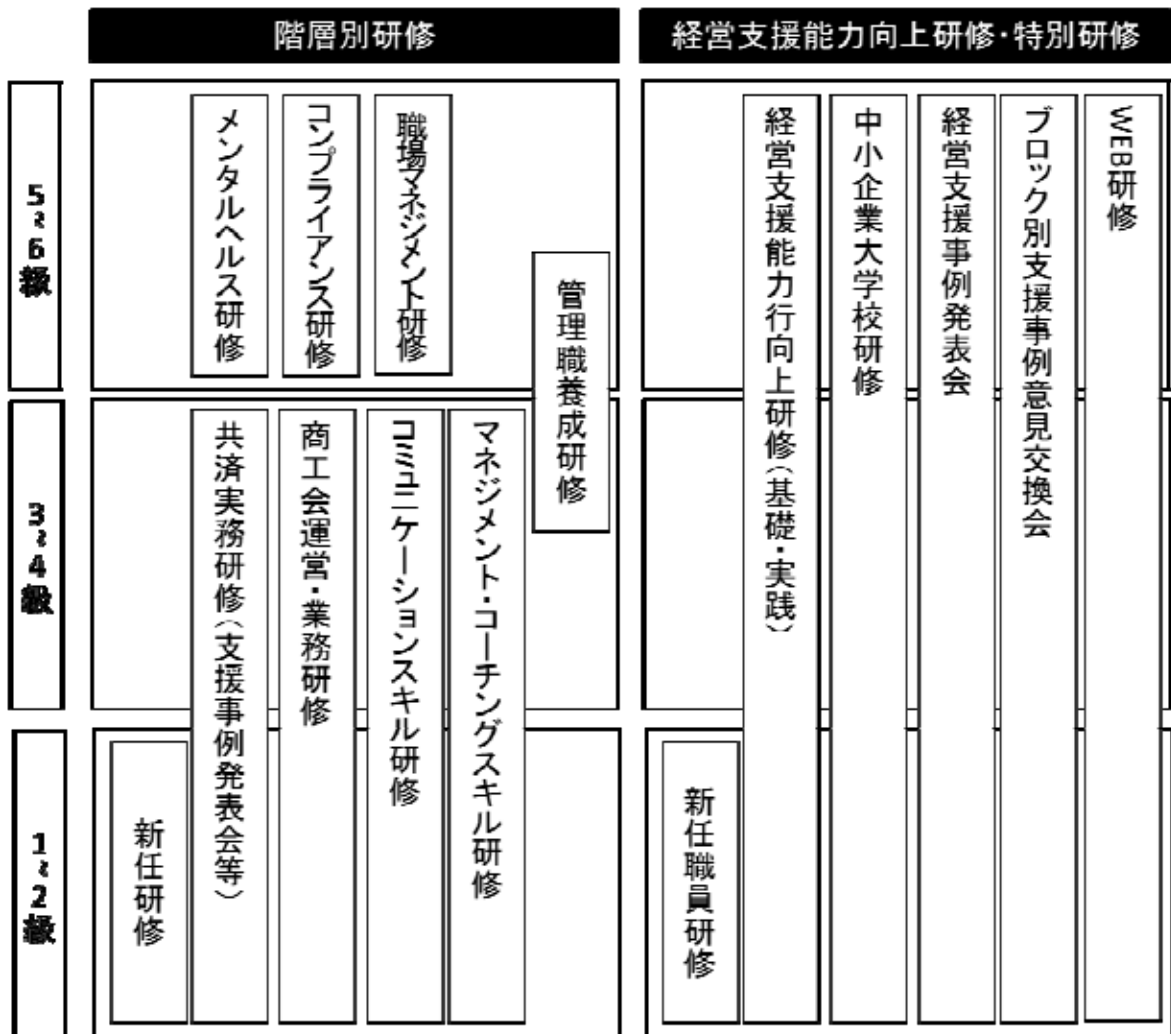 階層別研修
経営支援能力向上研修・特別研修
5~6級
メンタルヘルス研修
コンプライアンス研修
職場マネジメント研修
管理職養成研修
経営支援能力行向上研修(基礎・実践)
中小企業大学校研修
経営支援事例発表会
ブロック別支援事例意見交換会
WEB研修
3~4級
共済実務研修(支援事例発表会等)
商工会運営・業務研修
コミュニケーションスキル研修
マネジメント・コーチングスキル研修
1~2級
新任研修
新任職員研修